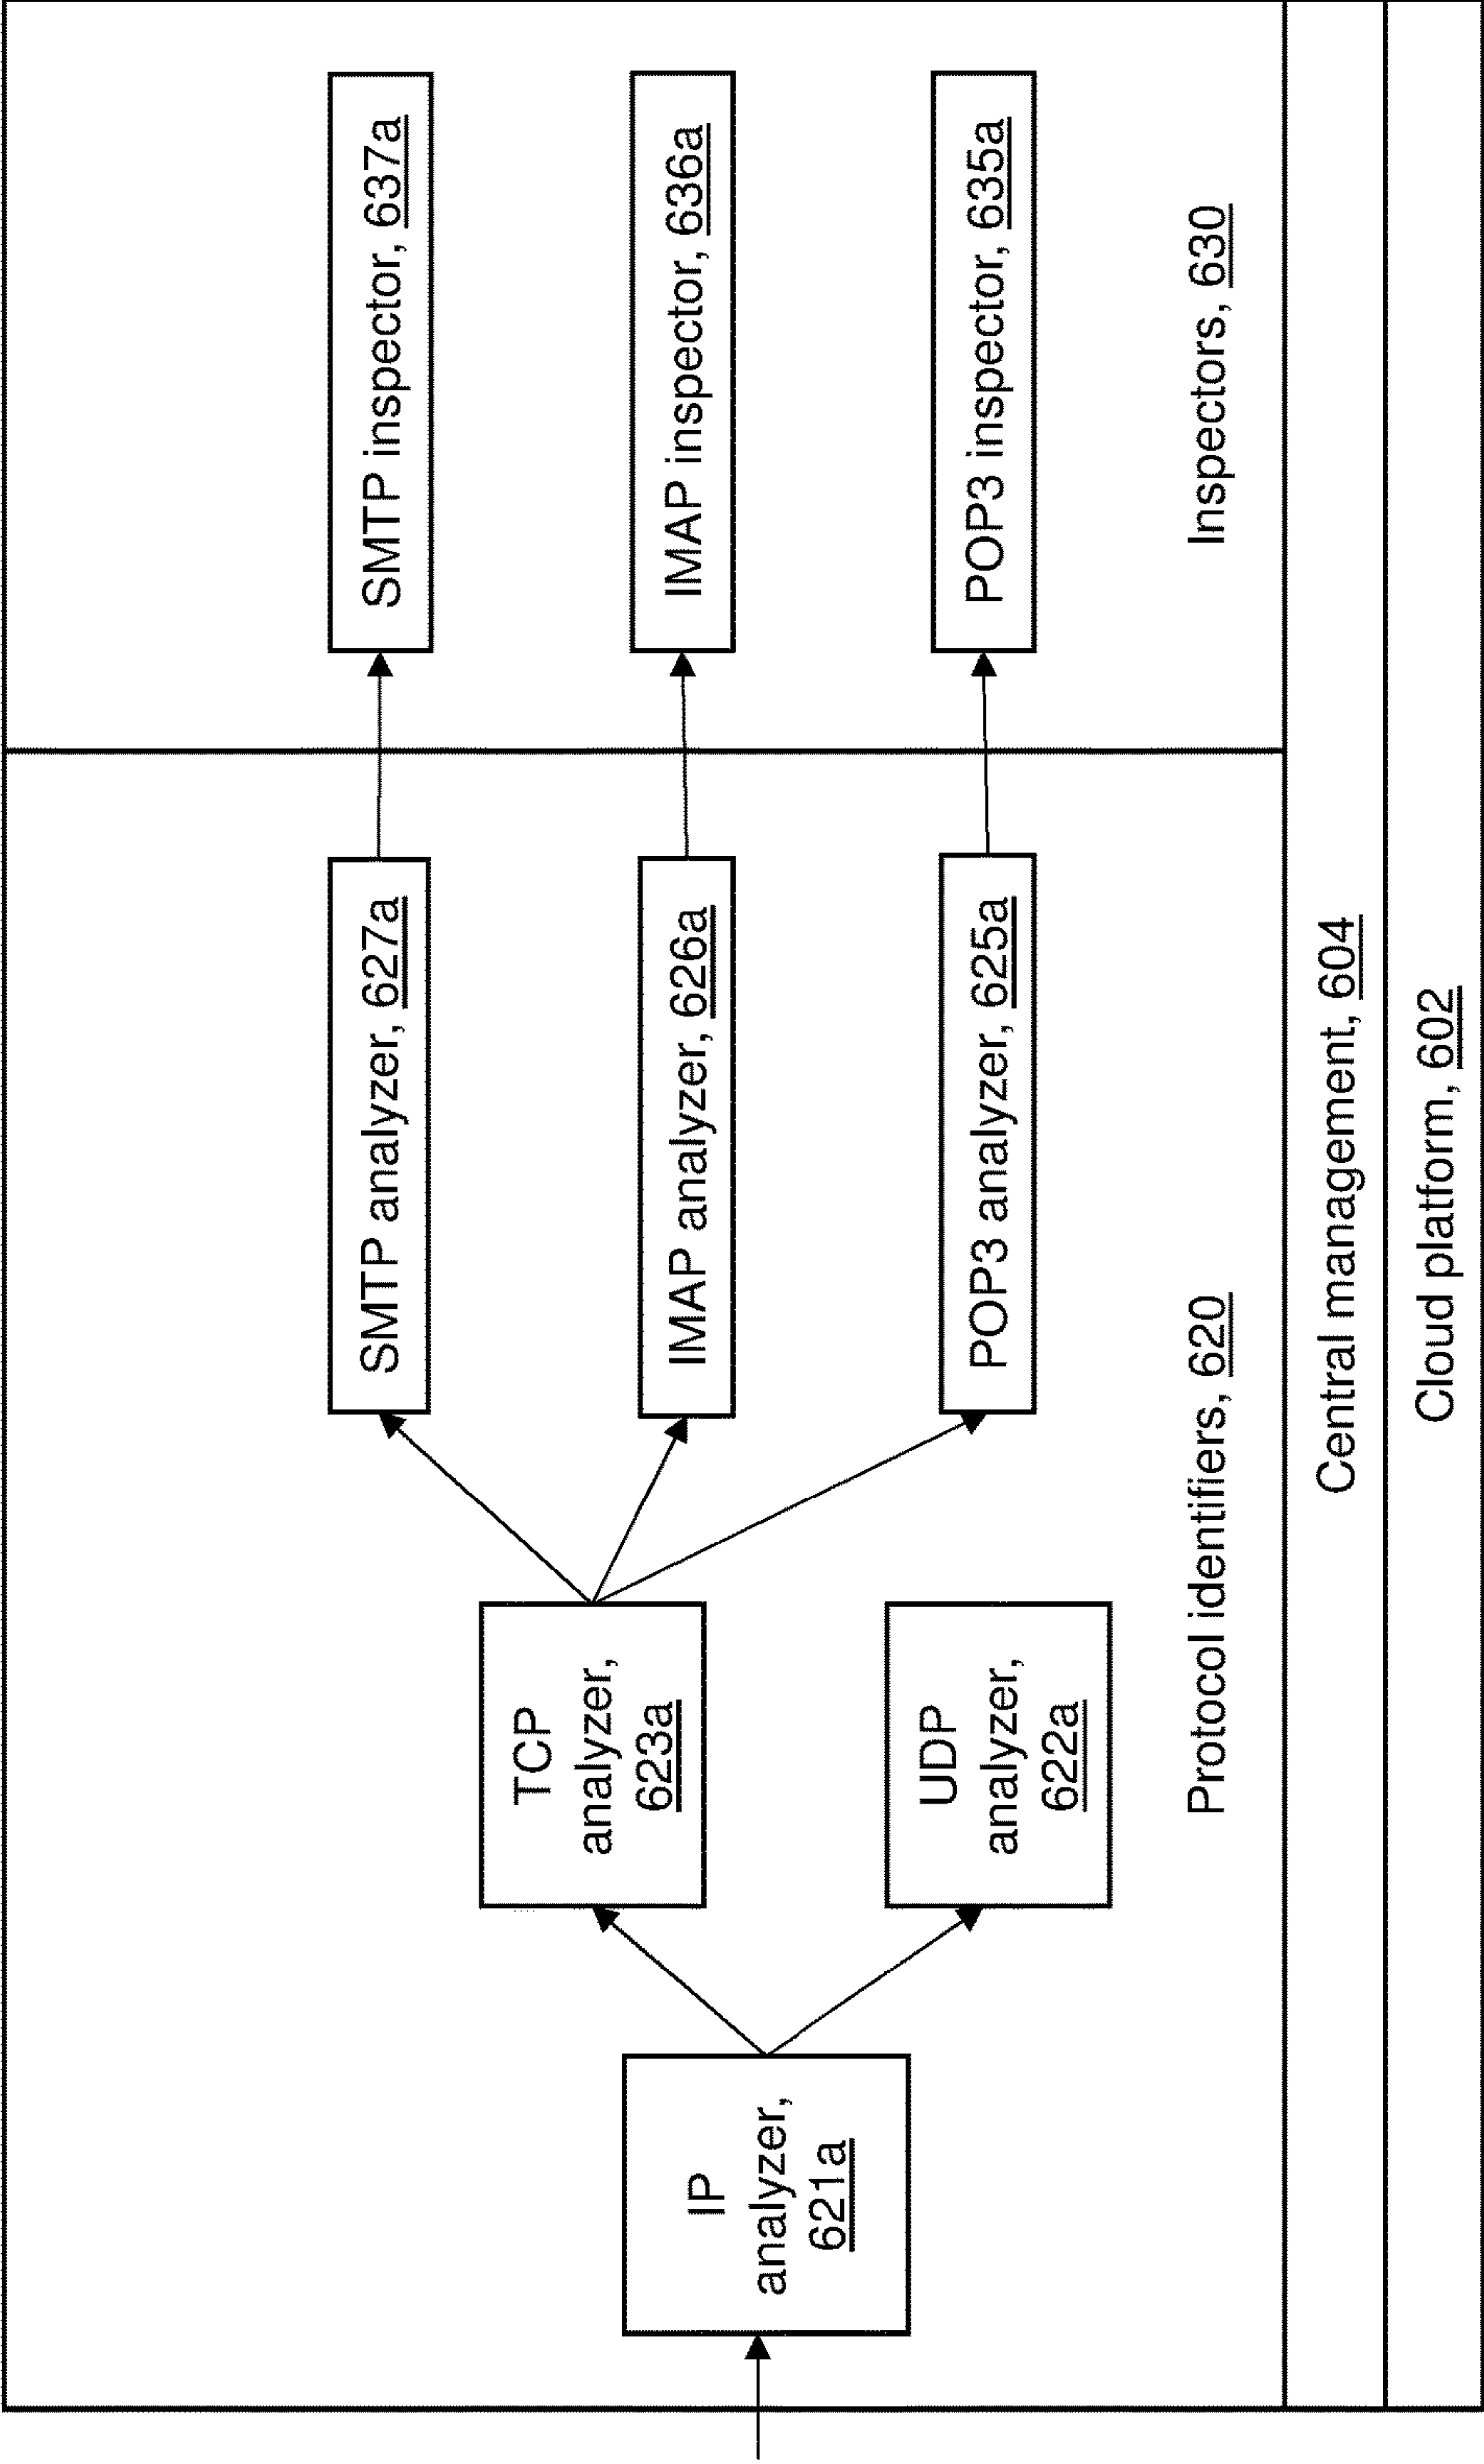 IP
analyzer,
621a
TCP
analyzer,
623a
UDP
analyzer,
622a
SMTP analyzer, 627a
IMAP analyzer, 626a
POP3 analyzer, 625a
Protocol identifiers, 620
SMTP inspector, 637a
IMAP inspector, 636a
POP3 inspector, 635a
Inspectors, 630
Central management, 604
Cloud platform, 602